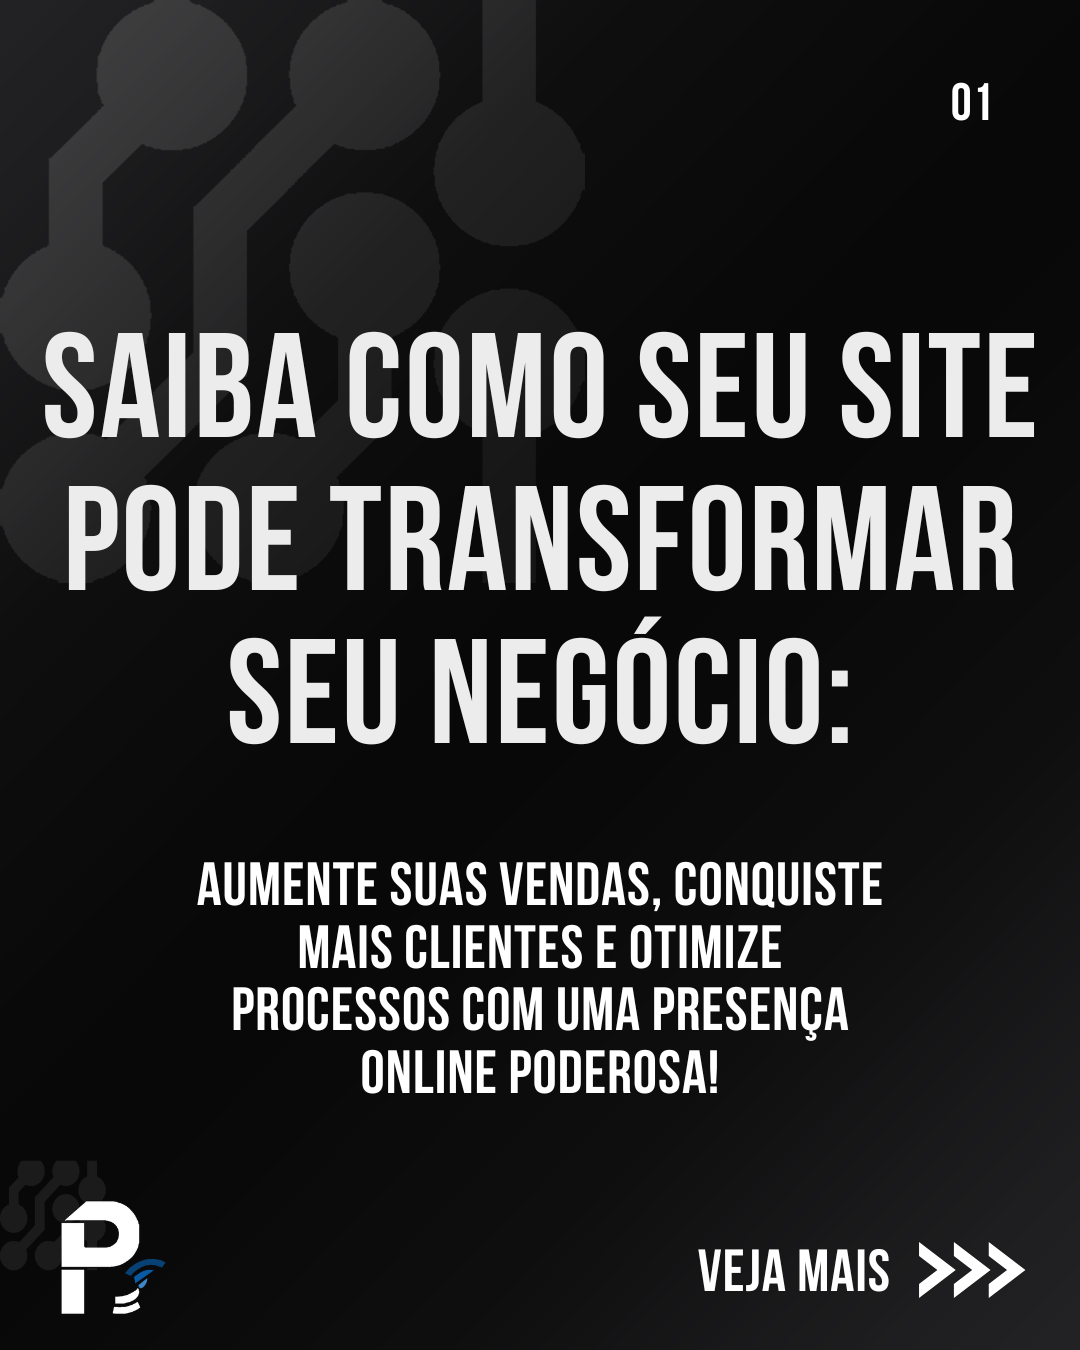 01
SAIBA COMO SEU SITE
PODE TRANSFORMAR
SEU NEGÓCIO:
AUMENTE SUAS VENDAS, CONQUISTE
MAIS CLIENTES E OTIMIZE
PROCESSOS COM UMA PRESENÇA
ONLINE PODEROSA!
P
VEJA MAIS